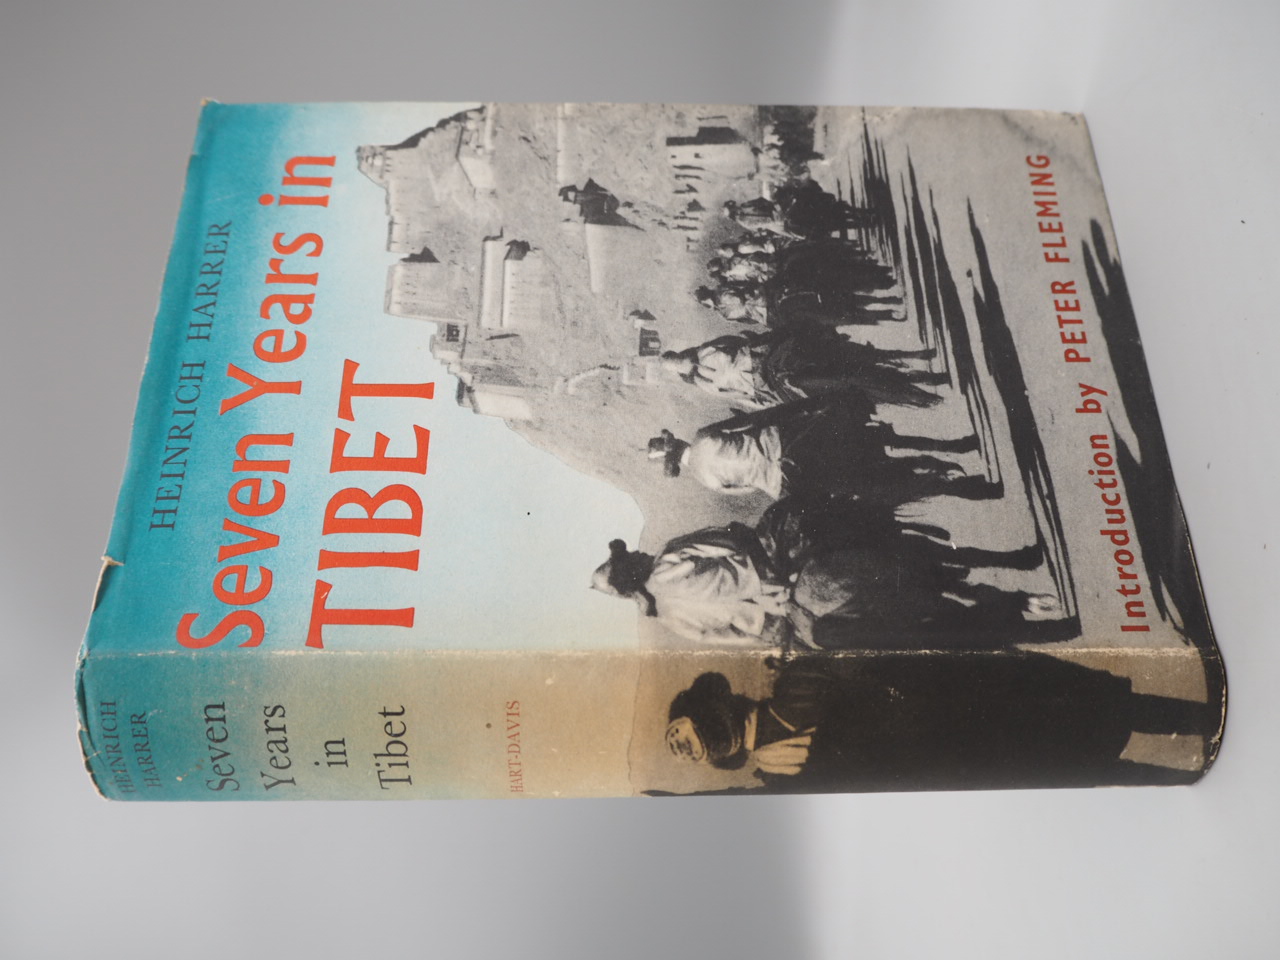 HEINRICH HARRER
Seven Years in
TIBET
Introduction by PETER FLEMING
HEINRICH
HARRER
Seven
Years
in
Tibet
HART-DAVIS